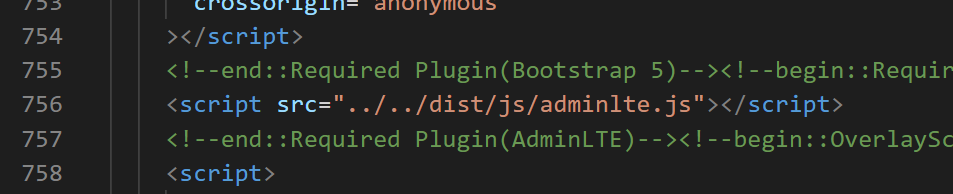 753 crossorigin="anonymous
754 ></script>
755 <!--end::Required Plugin(Bootstrap 5)--><!--begin::Requir
756 <script src="../../dist/js/adminlte.js"></script>
757 <!--end::Required Plugin(AdminLTE)--><!--begin::OverlaySc
758 <script>